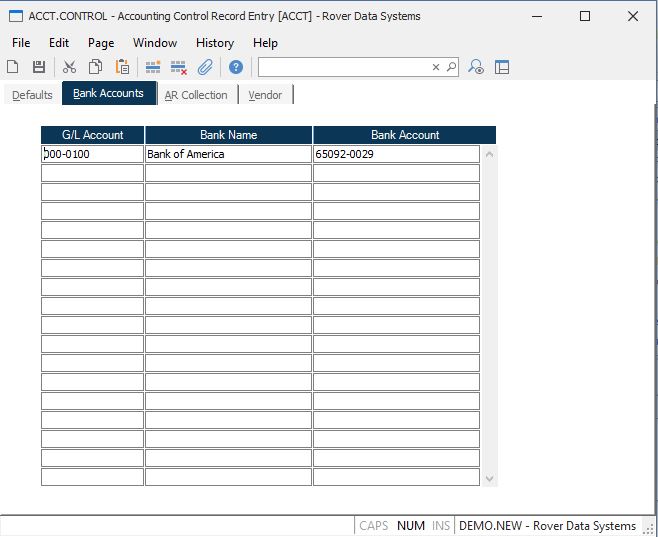 ACCT.CONTROL - Accounting Control Record Entry [ACCT] - Rover Data Systems
File Edit Page Window History Help
Defaults Bank Accounts AR Collection Vendor
G/L Account Bank Name Bank Account
000-0100 Bank of America 65092-0029
CAPS NUM INS DEMO.NEW - Rover Data Systems